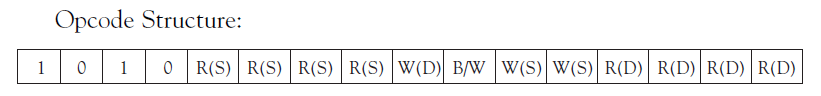 Opcode Structure:
1 0 1 0 R(S) R(S) R(S) R(S) W(D) B/W W(S) W(S) R(D) R(D) R(D) R(D)